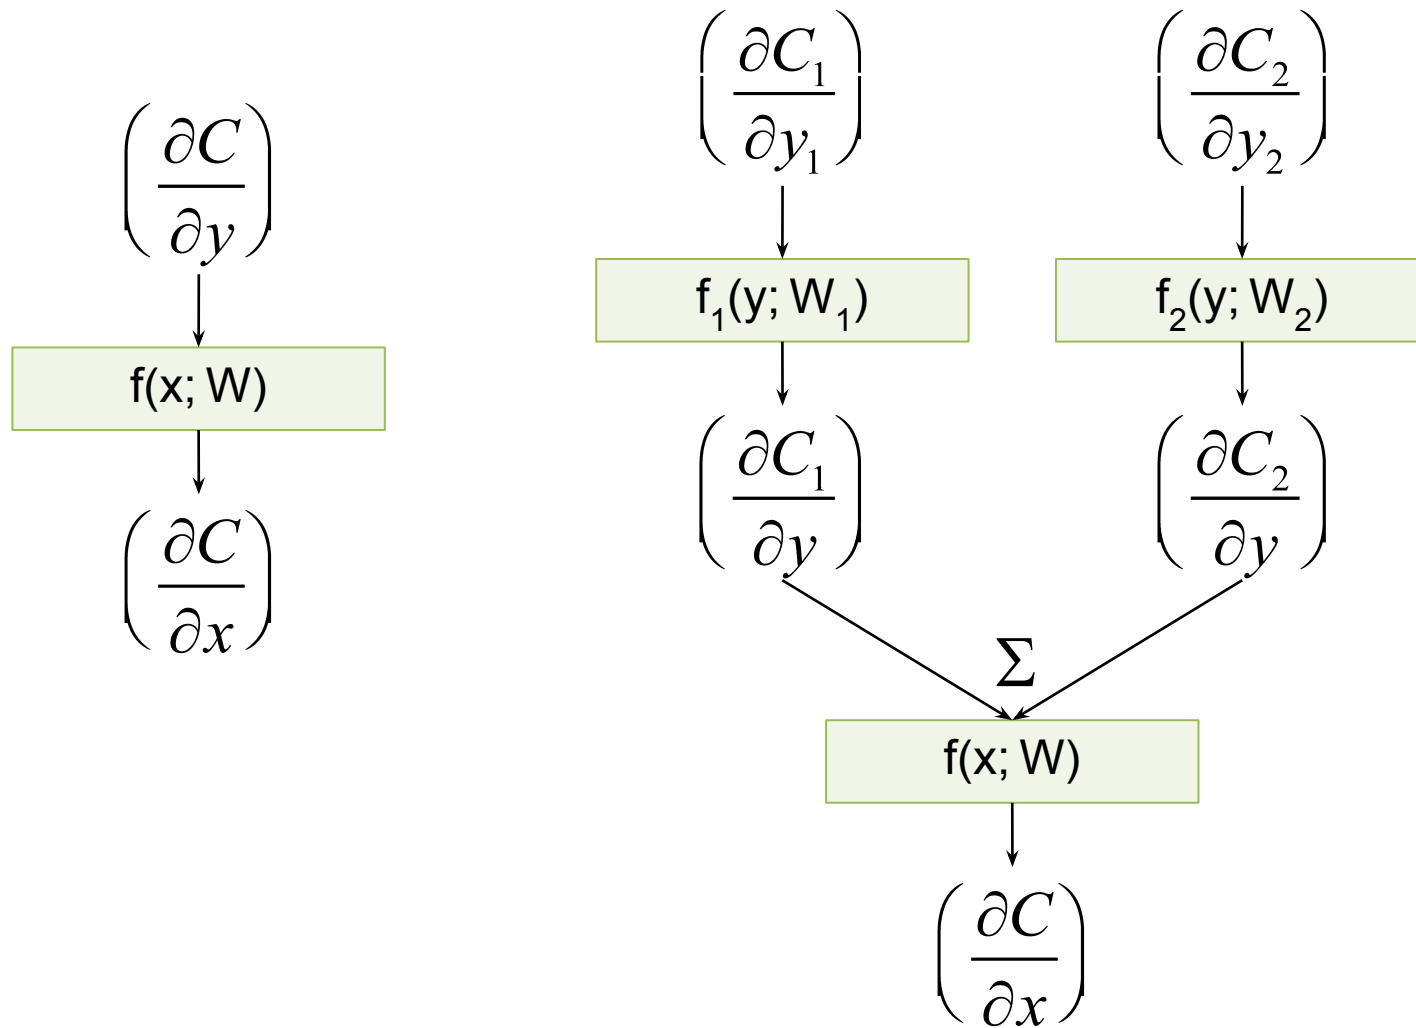 (∂C/∂y)
f(x; W)
(∂C/∂x)
(∂C₁/∂y₁)
(∂C₂/∂y₂)
f₁(y; W₁)
f₂(y; W₂)
(∂C₁/∂y)
(∂C₂/∂y)
Σ
f(x; W)
(∂C/∂x)